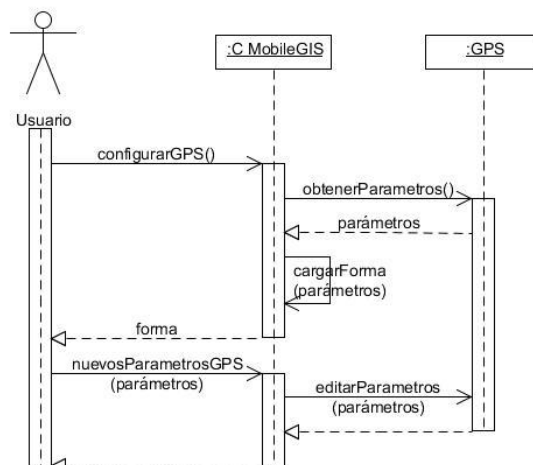 :C MobileGIS
:GPS
Usuario
configurarGPS()
obtenerParametros()
parámetros
cargarForma
(parámetros)
forma
nuevosParametrosGPS
(parámetros)
editarParametros
(parámetros)